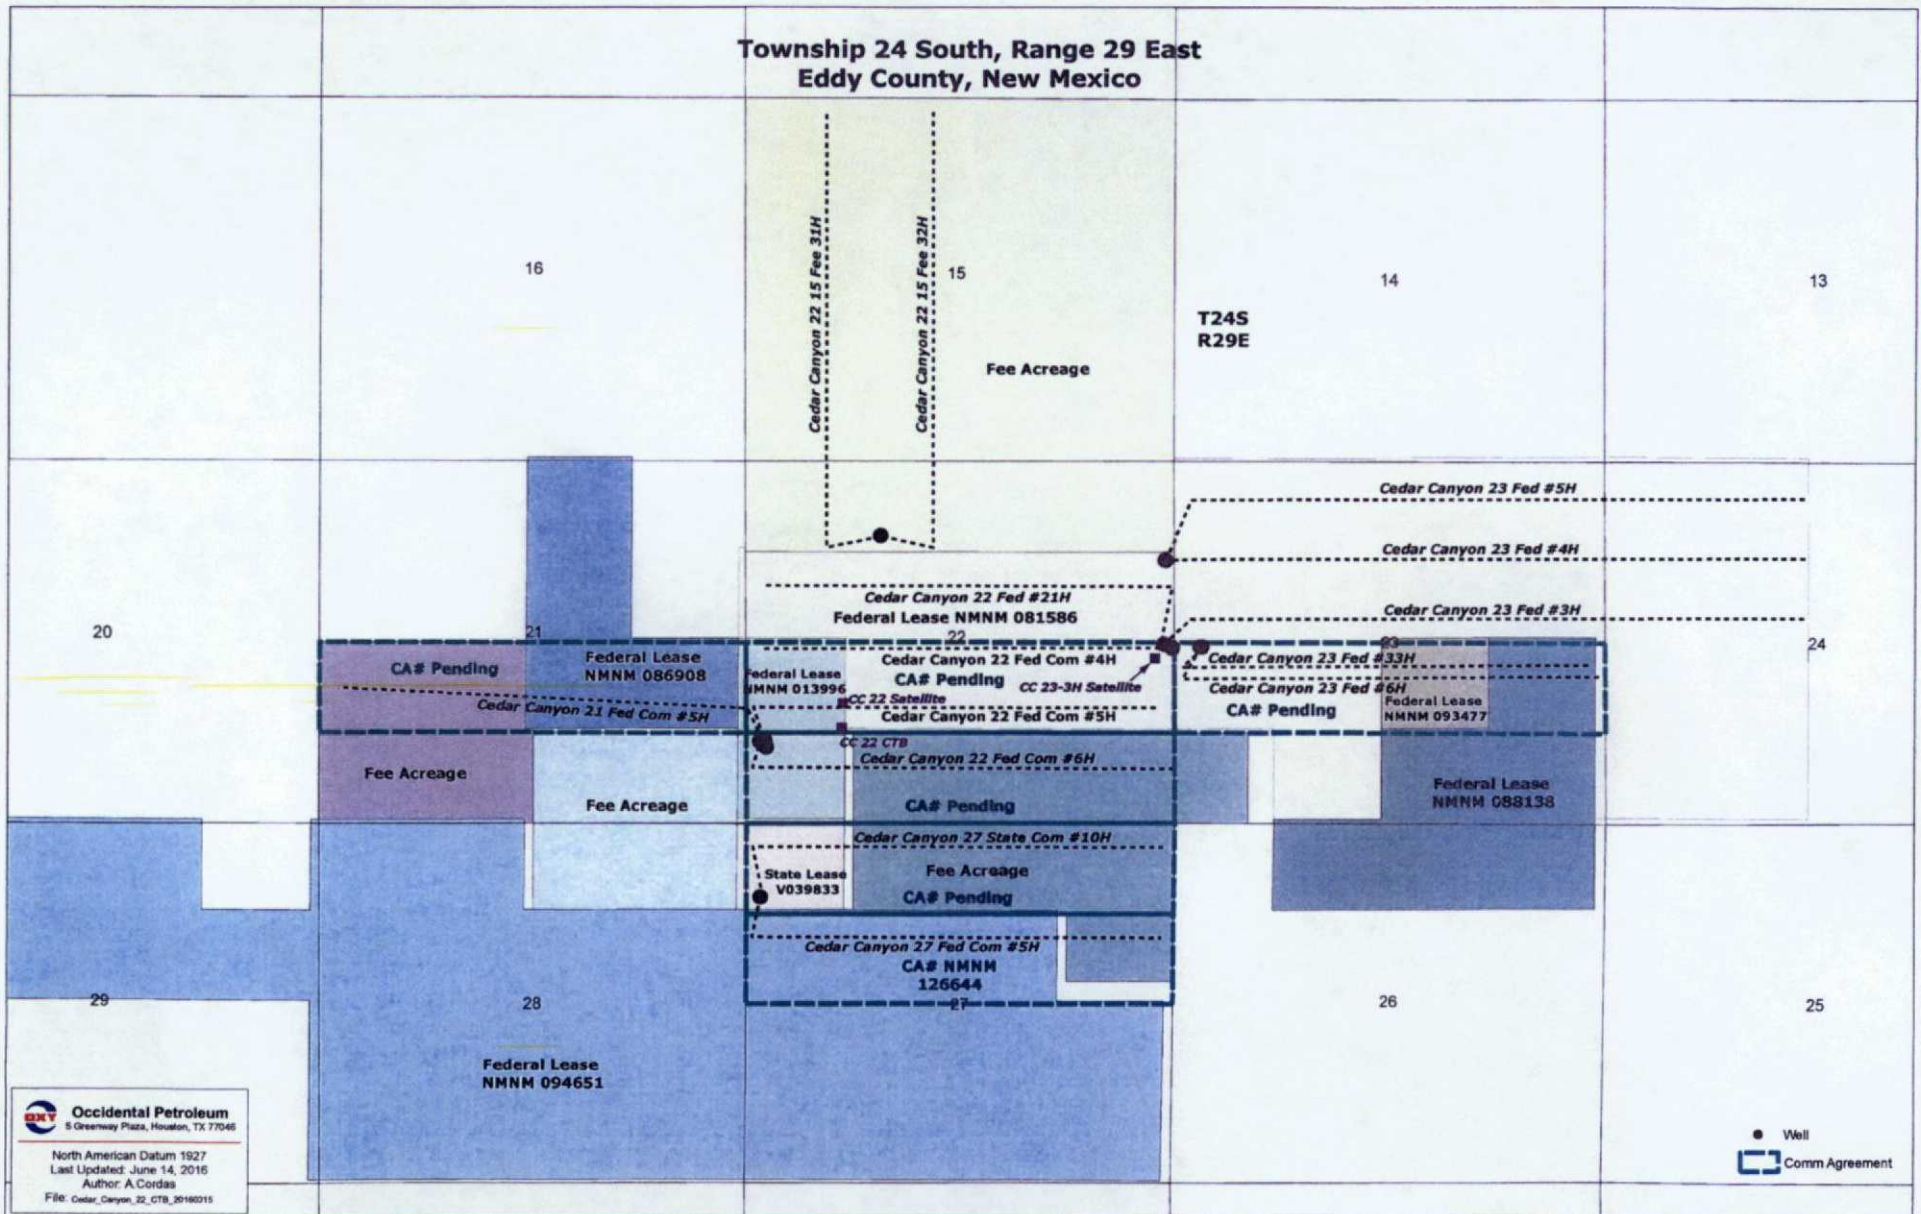 Township 24 South, Range 29 East
Eddy County, New Mexico
16
15
14
13
Cedar Canyon 22 15 Fee 31H
Cedar Canyon 22 15 Fee 32H
T24S
R29E
Fee Acreage
Cedar Canyon 23 Fed #5H
Cedar Canyon 23 Fed #4H
Cedar Canyon 22 Fed #21H
Cedar Canyon 23 Fed #3H
Federal Lease NMNM 081586
20
21
22
23
24
CA# Pending
Federal Lease
NMNM 086908
Federal Lease
NMNM 013996
Cedar Canyon 22 Fed Com #4H
CA# Pending
CC 23-3H Satellite
Cedar Canyon 23 Fed #33H
Cedar Canyon 23 Fed #6H
CC 22 Satellite
Cedar Canyon 21 Fed Com #5H
Cedar Canyon 22 Fed Com #5H
CA# Pending
Federal Lease
NMNM 093477
CC 22 CTB
Cedar Canyon 22 Fed Com #6H
Fee Acreage
Fee Acreage
CA# Pending
Federal Lease
NMNM 088138
Cedar Canyon 27 State Com #10H
State Lease
V039833
Fee Acreage
CA# Pending
Cedar Canyon 27 Fed Com #5H
CA# NMNM
126644
29
28
27
26
25
Federal Lease
NMNM 094651
OXY
Occidental Petroleum
5 Greenway Plaza, Houston, TX 77046
North American Datum 1927
Last Updated: June 14, 2016
Author: A.Cordas
File: Cedar_Canyon_22_CTB_20160315
Well
Comm Agreement